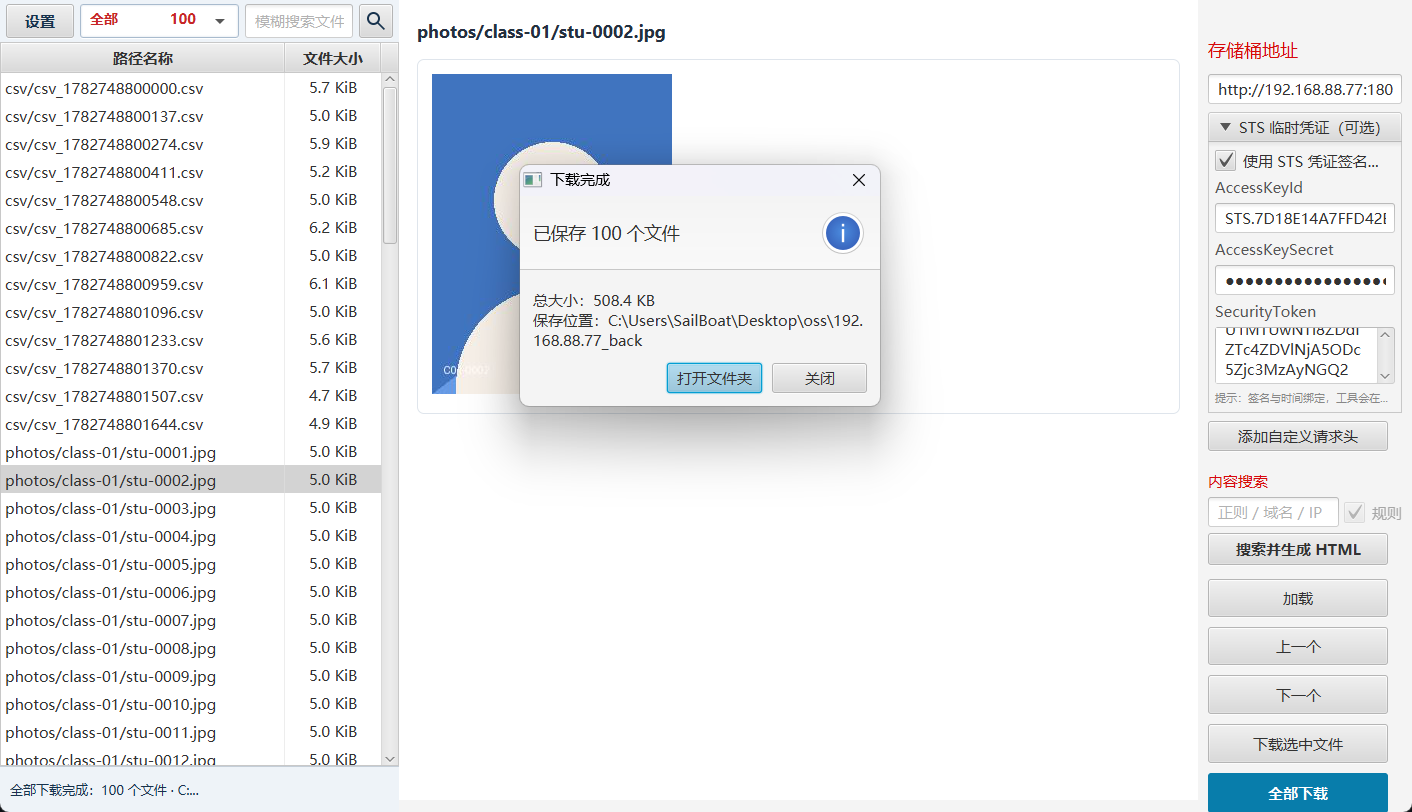 设置
全部 100
模糊搜索文件
路径名称 文件大小
csv/csv_1782748800000.csv 5.7 KiB
csv/csv_1782748800137.csv 5.0 KiB
csv/csv_1782748800274.csv 5.9 KiB
csv/csv_1782748800411.csv 5.2 KiB
csv/csv_1782748800548.csv 5.0 KiB
csv/csv_1782748800685.csv 6.2 KiB
csv/csv_1782748800822.csv 5.0 KiB
csv/csv_1782748800959.csv 6.1 KiB
csv/csv_1782748801096.csv 5.0 KiB
csv/csv_1782748801233.csv 5.6 KiB
csv/csv_1782748801370.csv 5.7 KiB
csv/csv_1782748801507.csv 4.7 KiB
csv/csv_1782748801644.csv 4.9 KiB
photos/class-01/stu-0001.jpg 5.0 KiB
photos/class-01/stu-0002.jpg 5.0 KiB
photos/class-01/stu-0003.jpg 5.0 KiB
photos/class-01/stu-0004.jpg 5.0 KiB
photos/class-01/stu-0005.jpg 5.0 KiB
photos/class-01/stu-0006.jpg 5.0 KiB
photos/class-01/stu-0007.jpg 5.0 KiB
photos/class-01/stu-0008.jpg 5.0 KiB
photos/class-01/stu-0009.jpg 5.0 KiB
photos/class-01/stu-0010.jpg 5.0 KiB
photos/class-01/stu-0011.jpg 5.0 KiB
photos/class-01/stu-0012.jpg 5.0 KiB
全部下载完成：100 个文件 · C:...
photos/class-01/stu-0002.jpg
下载完成
已保存 100 个文件
总大小：508.4 KB
保存位置：C:\Users\SailBoat\Desktop\oss\192.
168.88.77_back
打开文件夹
关闭
存储桶地址
http://192.168.88.77:180
STS 临时凭证（可选）
使用 STS 凭证签名...
AccessKeyId
STS.7D18E14A7FFD42
AccessKeySecret
SecurityToken
ZTc4ZDVlNjA5ODc
5Zjc3MzAyNGQ2
提示：签名与时间绑定，工具会在...
添加自定义请求头
内容搜索
正则 / 域名 / IP
规则
搜索并生成 HTML
加载
上一个
下一个
下载选中文件
全部下载